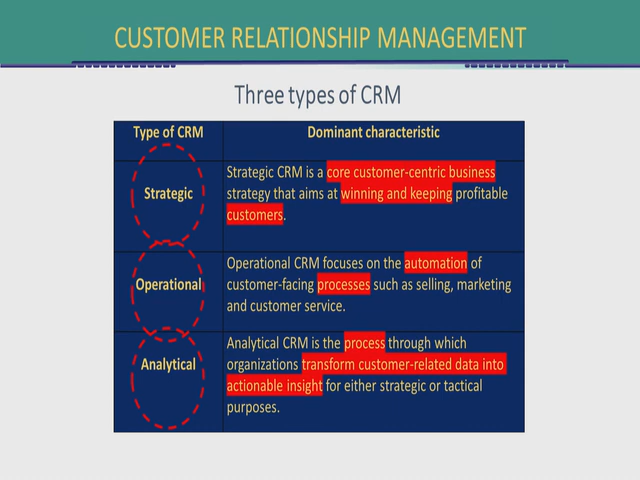 CUSTOMER RELATIONSHIP MANAGEMENT
Three types of CRM
Type of CRM
Dominant characteristic
Strategic
Strategic CRM is a core customer-centric business
strategy that aims at winning and keeping profitable
customers.
Operational
Operational CRM focuses on the automation of
customer-facing processes such as selling, marketing
and customer service.
Analytical
Analytical CRM is the process through which
organizations transform customer-related data into
actionable insight for either strategic or tactical
purposes.